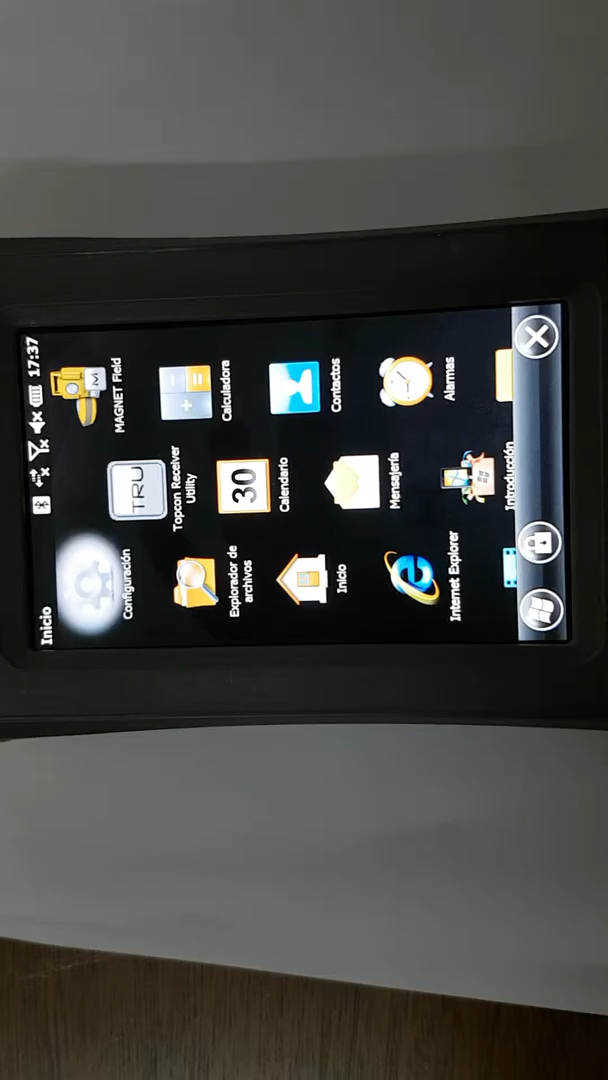 Inicio
17:37
Configuración
TRU
Topcon Receiver
Utility
M
MAGNET Field
Explorador de
archivos
30
Calendario
Calculadora
Inicio
Mensajería
Contactos
Internet Explorer
Introducción
Alarmas